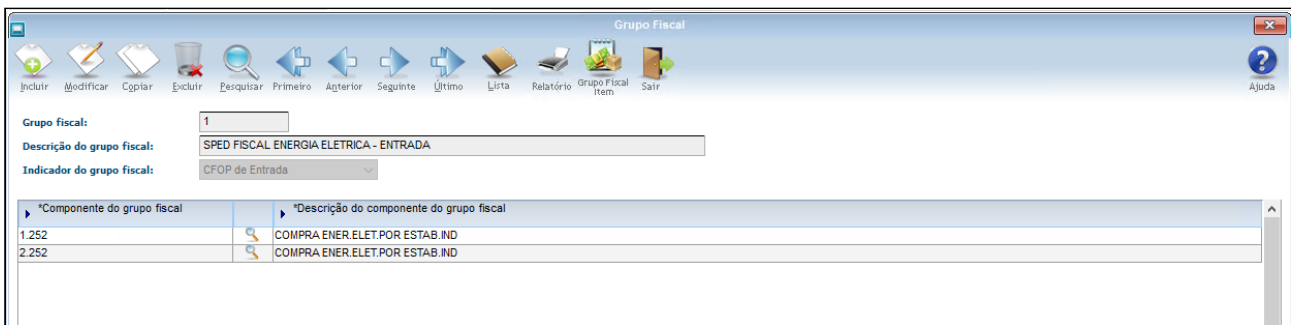 Grupo Fiscal
Incluir Modificar Copiar Excluir Pesquisar Primeiro Anterior Seguinte Último Lista Relatório Grupo Fiscal Item Sair Ajuda
Grupo fiscal: 1
Descrição do grupo fiscal: SPED FISCAL ENERGIA ELETRICA - ENTRADA
Indicador do grupo fiscal: CFOP de Entrada
*Componente do grupo fiscal *Descrição do componente do grupo fiscal
1.252 COMPRA ENER.ELET.POR ESTAB.IND
2.252 COMPRA ENER.ELET.POR ESTAB.IND